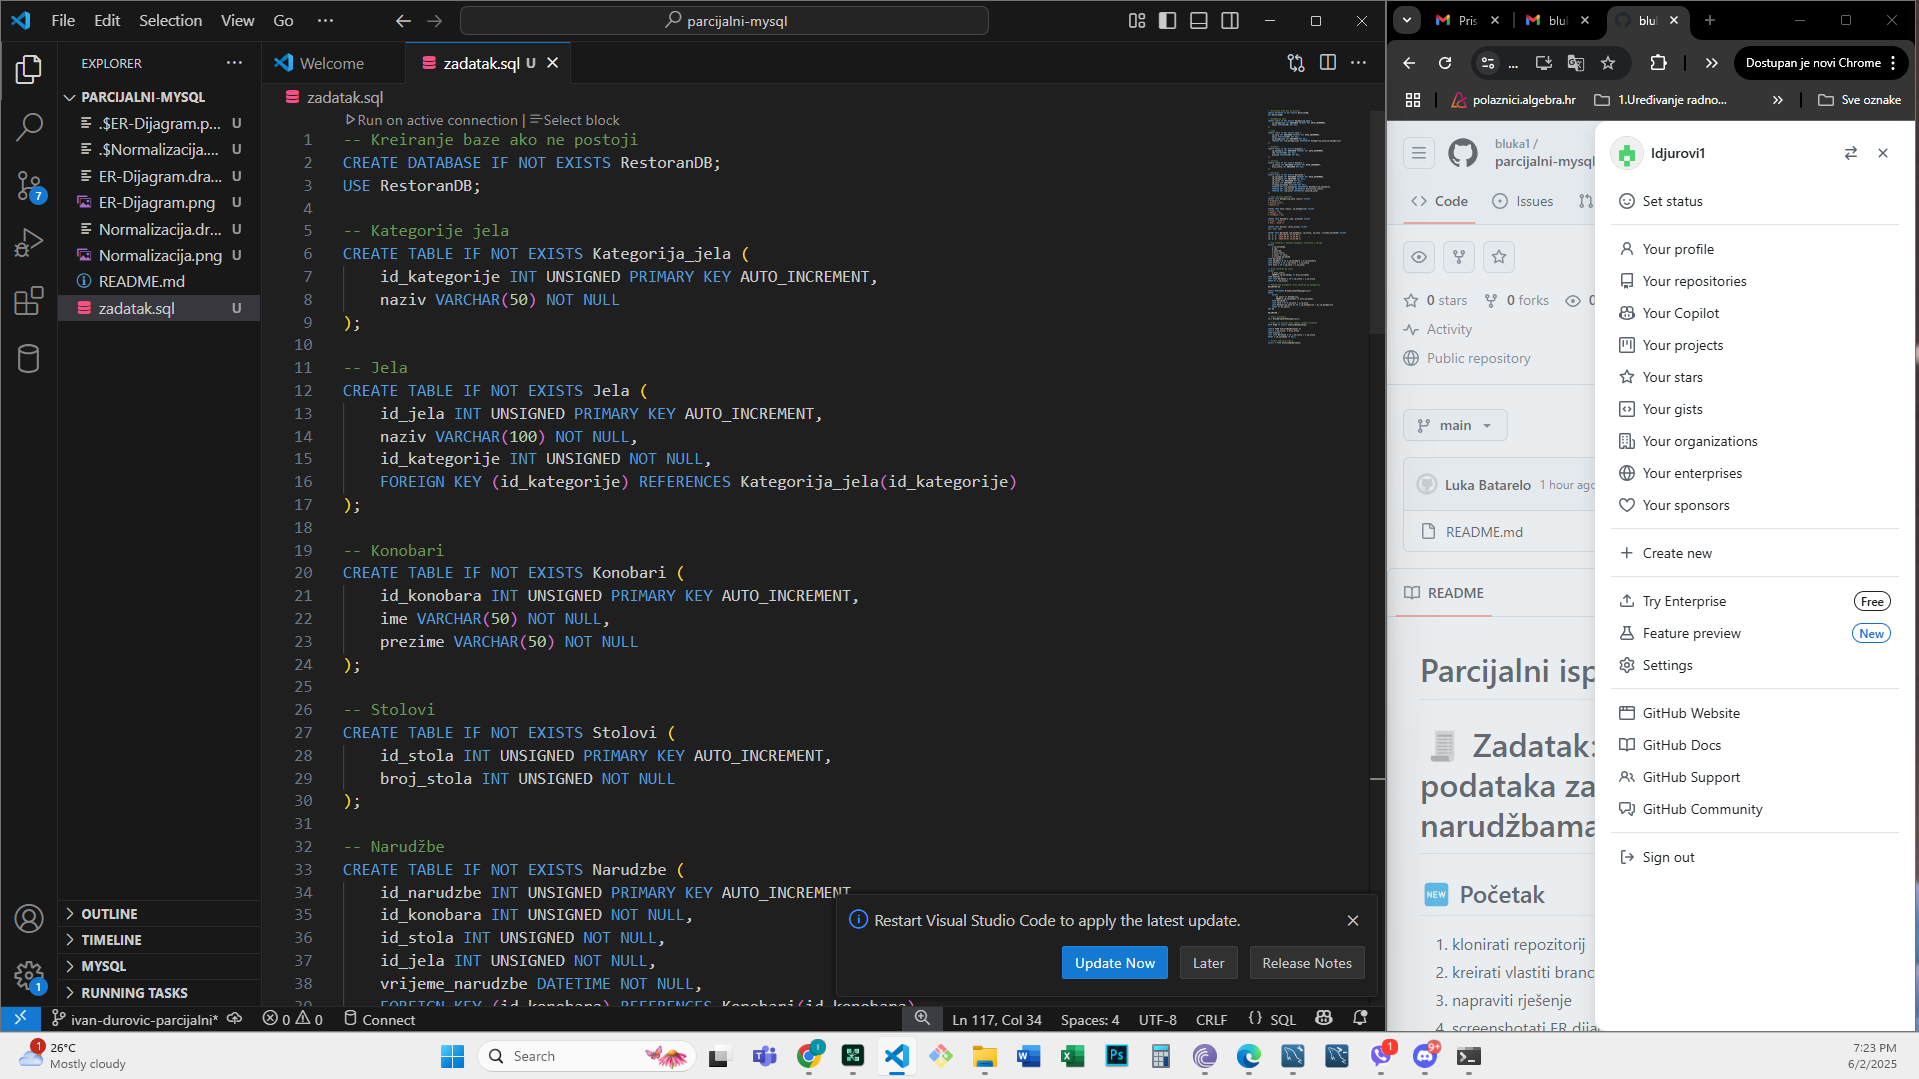 File Edit Selection View Go ···
parcijalni-mysql
EXPLORER
PARCIJALNI-MYSQL
.$ER-Dijagram.p... U
.$Normalizacija.... U
ER-Dijagram.dra... U
ER-Dijagram.png U
Normalizacija.dr... U
Normalizacija.png U
README.md
zadatak.sql U
7
OUTLINE
TIMELINE
MYSQL
RUNNING TASKS
1
Welcome
zadatak.sql U
zadatak.sql
Run on active connection | Select block
1 -- Kreiranje baze ako ne postoji
2 CREATE DATABASE IF NOT EXISTS RestoranDB;
3 USE RestoranDB;
4
5 -- Kategorije jela
6 CREATE TABLE IF NOT EXISTS Kategorija_jela (
7 id_kategorije INT UNSIGNED PRIMARY KEY AUTO_INCREMENT,
8 naziv VARCHAR(50) NOT NULL
9 );
10
11 -- Jela
12 CREATE TABLE IF NOT EXISTS Jela (
13 id_jela INT UNSIGNED PRIMARY KEY AUTO_INCREMENT,
14 naziv VARCHAR(100) NOT NULL,
15 id_kategorije INT UNSIGNED NOT NULL,
16 FOREIGN KEY (id_kategorije) REFERENCES Kategorija_jela(id_kategorije)
17 );
18
19 -- Konobari
20 CREATE TABLE IF NOT EXISTS Konobari (
21 id_konobara INT UNSIGNED PRIMARY KEY AUTO_INCREMENT,
22 ime VARCHAR(50) NOT NULL,
23 prezime VARCHAR(50) NOT NULL
24 );
25
26 -- Stolovi
27 CREATE TABLE IF NOT EXISTS Stolovi (
28 id_stola INT UNSIGNED PRIMARY KEY AUTO_INCREMENT,
29 broj_stola INT UNSIGNED NOT NULL
30 );
31
32 -- Narudžbe
33 CREATE TABLE IF NOT EXISTS Narudzbe (
34 id_narudzbe INT UNSIGNED PRIMARY KEY AUTO_INCREMENT
35 id_konobara INT UNSIGNED NOT NULL,
36 id_stola INT UNSIGNED NOT NULL,
37 id_jela INT UNSIGNED NOT NULL,
38 vrijeme_narudzbe DATETIME NOT NULL,
39 FOREIGN KEY (id_konobara) REFERENCES Konobari(id_konobara)
Restart Visual Studio Code to apply the latest update.
Update Now Later Release Notes
ivan-durovic-parcijalni* 0 0 Connect
Ln 117, Col 34 Spaces: 4 UTF-8 CRLF {} SQL
Pris blul blul
... Dostupan je novi Chrome
polaznici.algebra.hr 1.Uređivanje radno... » Sve oznake
bluka1 /
parcijalni-mysql
Code Issues
0 stars 0 forks 0
Activity
Public repository
main
Luka Batarelo 1 hour ago
README.md
README
Parcijalni isp
Zadatak:
podataka za
narudžbama
NEW Početak
1. klonirati repozitorij
2. kreirati vlastiti branc
3. napraviti rješenje
4. screenshotati ER dija
Idjurovi1
Set status
Your profile
Your repositories
Your Copilot
Your projects
Your stars
Your gists
Your organizations
Your enterprises
Your sponsors
Create new
Try Enterprise Free
Feature preview New
Settings
GitHub Website
GitHub Docs
GitHub Support
GitHub Community
Sign out
1 26°C
Mostly cloudy
Search
1
1
9+
7:23 PM
6/2/2025